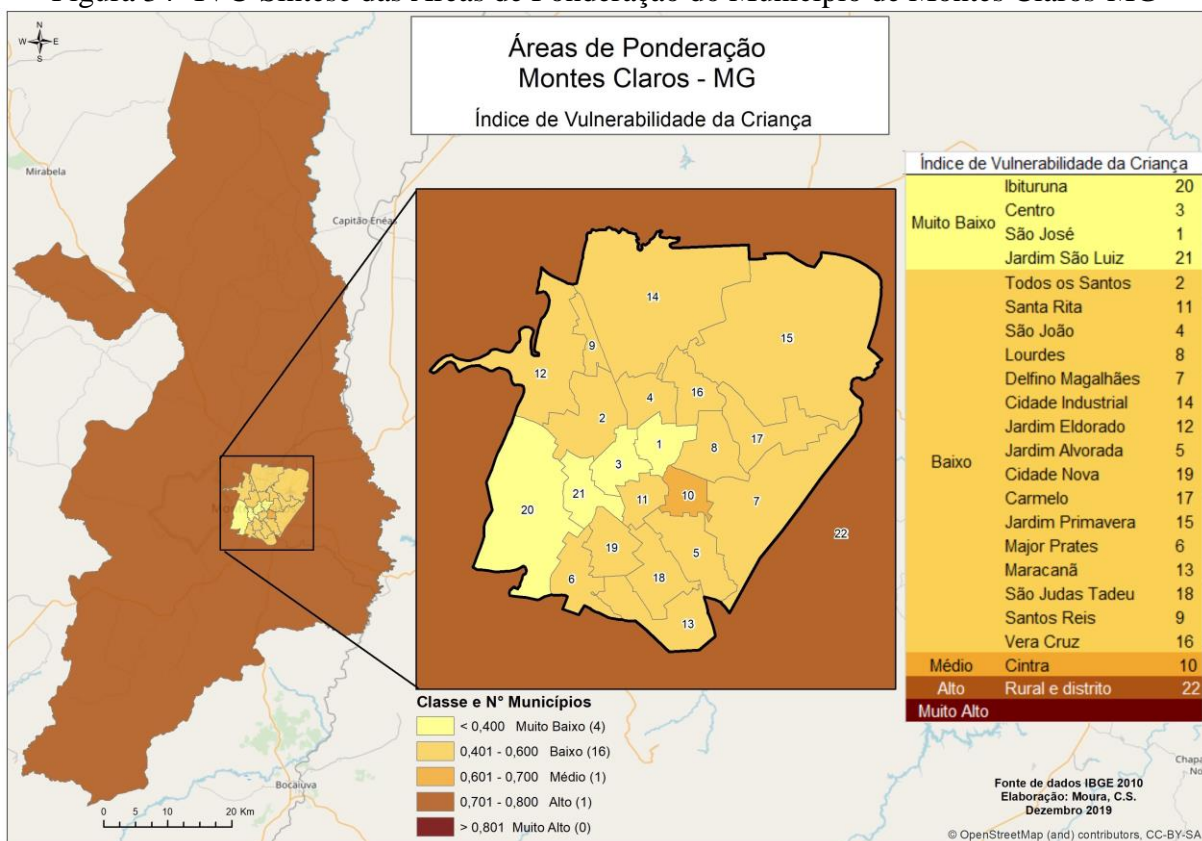 Figura 34- IVC Síntese das Áreas de Ponderação do Município de Montes Claros-MG
N
W E
S
Áreas de Ponderação
Montes Claros - MG
Índice de Vulnerabilidade da Criança
Mirabela
Capitão Enéas
Bocaiuva
Índice de Vulnerabilidade da Criança
Muito Baixo
Ibituruna 20
Centro 3
São José 1
Jardim São Luiz 21
Baixo
Todos os Santos 2
Santa Rita 11
São João 4
Lourdes 8
Delfino Magalhães 7
Cidade Industrial 14
Jardim Eldorado 12
Jardim Alvorada 5
Cidade Nova 19
Carmelo 17
Jardim Primavera 15
Major Prates 6
Maracanã 13
São Judas Tadeu 18
Santos Reis 9
Vera Cruz 16
Médio Cintra 10
Alto Rural e distrito 22
Muito Alto
14
15
9
12
16
4
2
1
17
8
3
21
11
10
7
20
22
19
5
18
6
13
Classe e N° Municípios
< 0,400 Muito Baixo (4)
0,401 - 0,600 Baixo (16)
0,601 - 0,700 Médio (1)
0,701 - 0,800 Alto (1)
> 0,801 Muito Alto (0)
0 5 10 20 Km
Fonte de dados IBGE 2010
Elaboração: Moura, C.S.
Dezembro 2019
© OpenStreetMap (and) contributors, CC-BY-SA